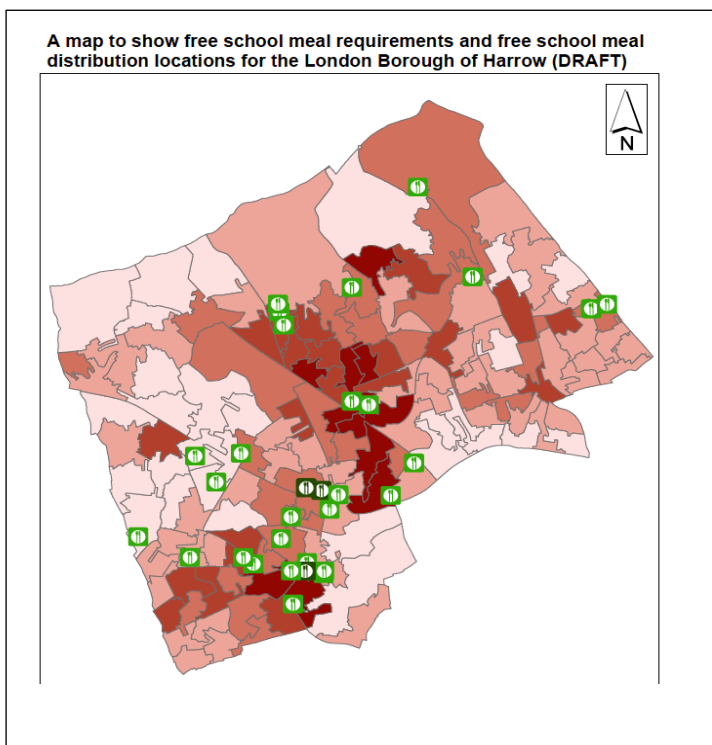 A map to show free school meal requirements and free school meal
distribution locations for the London Borough of Harrow (DRAFT)
N